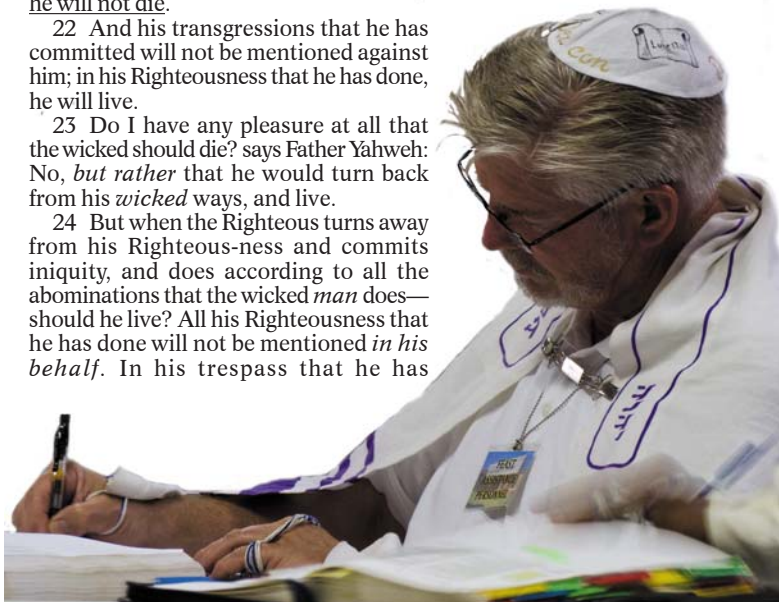 he will not die.
22 And his transgressions that he has
committed will not be mentioned against
him; in his Righteousness that he has done,
he will live.
23 Do I have any pleasure at all that
the wicked should die? says Father Yahweh:
No, but rather that he would turn back
from his wicked ways, and live.
24 But when the Righteous turns away
from his Righteous-ness and commits
iniquity, and does according to all the
abominations that the wicked man does—
should he live? All his Righteousness that
he has done will not be mentioned in his
behalf. In his trespass that he has
FEAST
ASSISTANCE
PERSONNEL